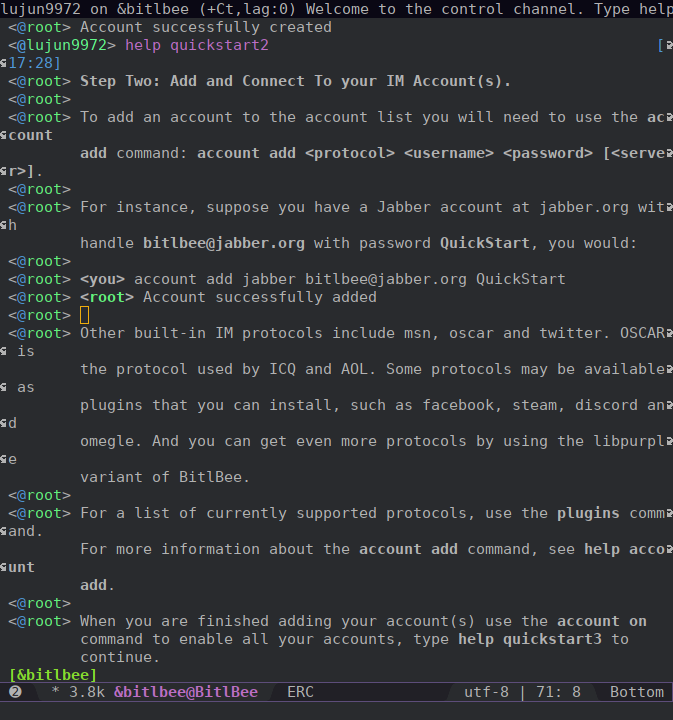 lujun9972 on &bitlbee (+Ct,lag:0) Welcome to the control channel. Type help
<@root> Account successfully created
<@lujun9972> help quickstart2 [
17:28]
<@root> Step Two: Add and Connect To your IM Account(s).
<@root>
<@root> To add an account to the account list you will need to use the ac
count
add command: account add <protocol> <username> <password> [<serve
r>].
<@root>
<@root> For instance, suppose you have a Jabber account at jabber.org wit
h
handle bitlbee@jabber.org with password QuickStart, you would:
<@root>
<@root> <you> account add jabber bitlbee@jabber.org QuickStart
<@root> <root> Account successfully added
<@root>
<@root> Other built-in IM protocols include msn, oscar and twitter. OSCAR
is
the protocol used by ICQ and AOL. Some protocols may be available
as
plugins that you can install, such as facebook, steam, discord an
d
omegle. And you can get even more protocols by using the libpurpl
e
variant of BitlBee.
<@root>
<@root> For a list of currently supported protocols, use the plugins comm
and.
For more information about the account add command, see help acco
unt
add.
<@root>
<@root> When you are finished adding your account(s) use the account on
command to enable all your accounts, type help quickstart3 to
continue.
[&bitlbee]
❷ * 3.8k &bitlbee@BitlBee ERC utf-8 | 71: 8 Bottom